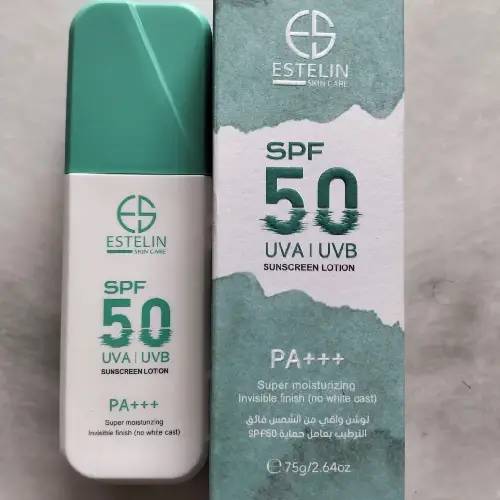 ESTELIN
SKIN CARE
SPF
50
UVA | UVB
SUNSCREEN LOTION
PA+++
Super moisturizing
Invisible finish (no white cast)
ESTELIN
SKIN CARE
SPF
50
UVA | UVB
SUNSCREEN LOTION
PA+++
Super moisturizing
Invisible finish (no white cast)
لوشن واقي من الشمس فائق
الترطيب بعامل حماية SPF50
℮ 75g/2.64oz